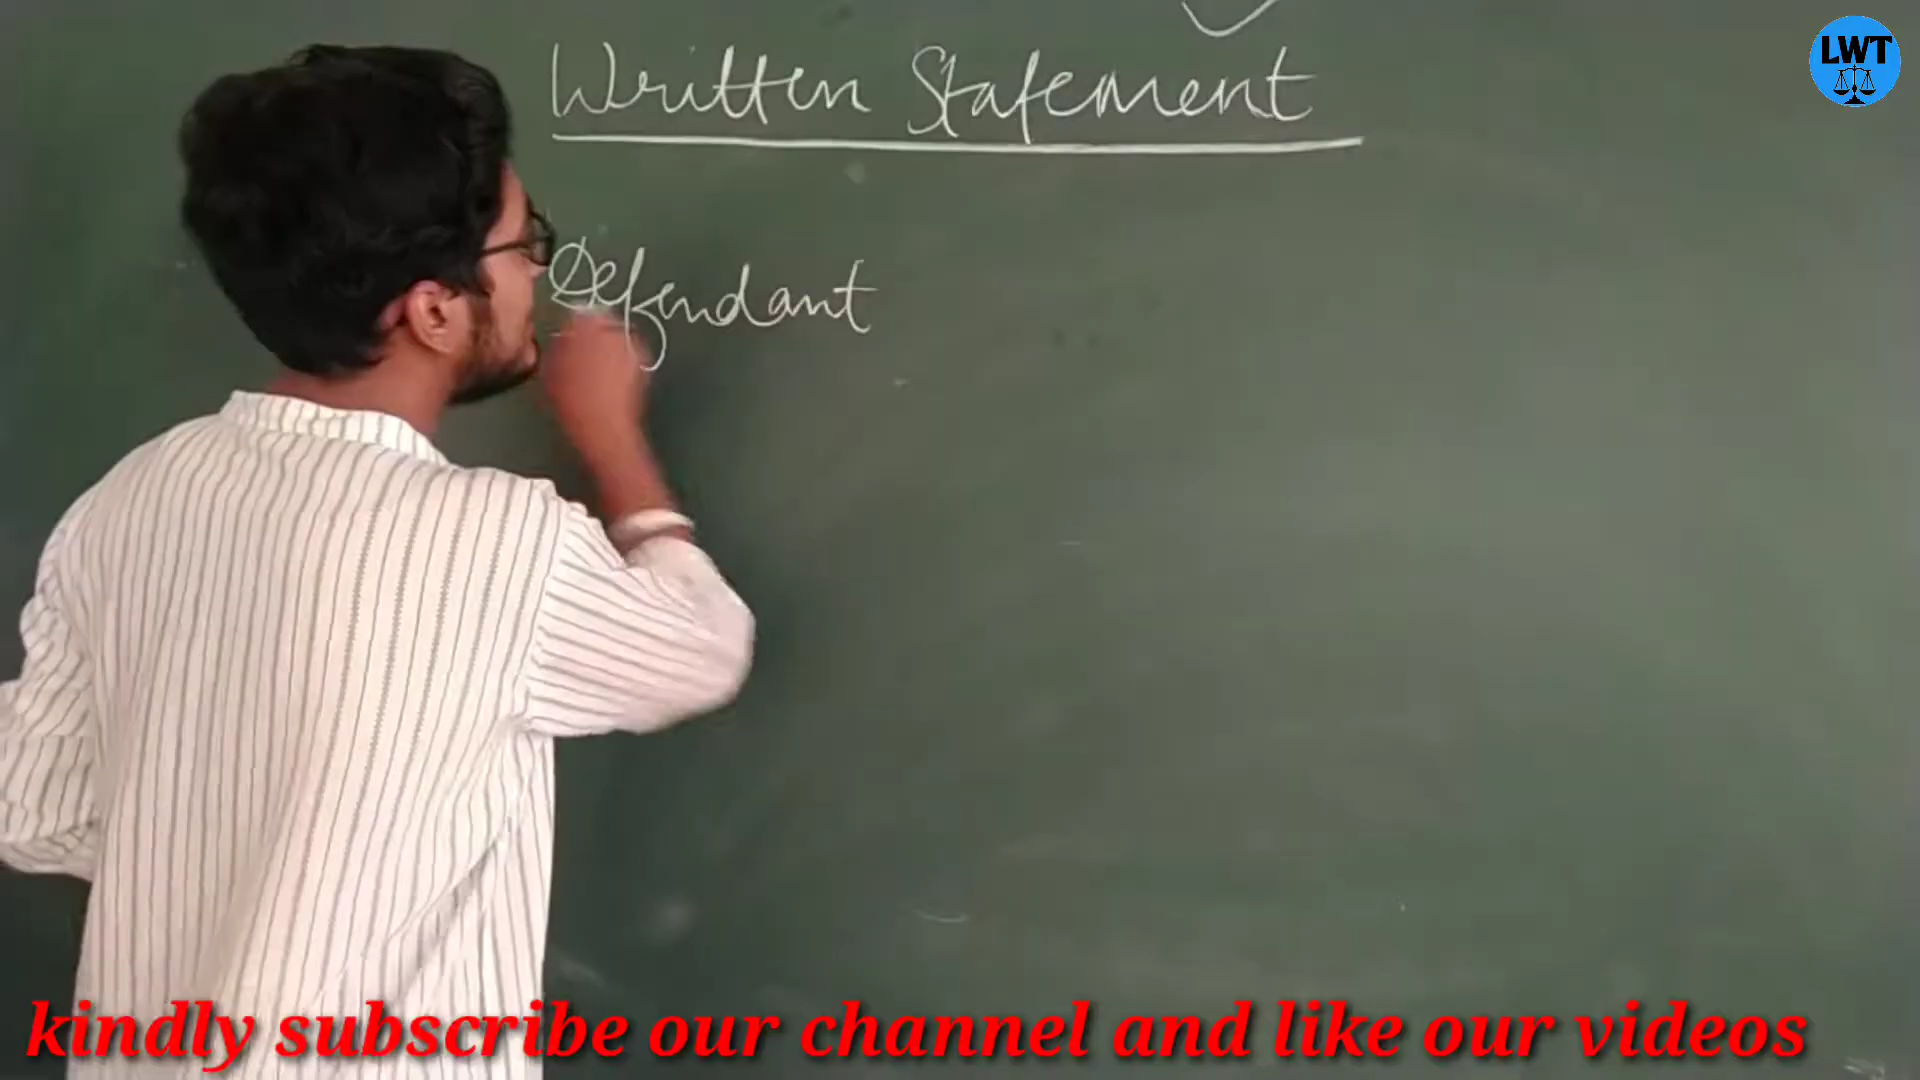 LWT
Written Statement
Defendant
kindly subscribe our channel and like our videos